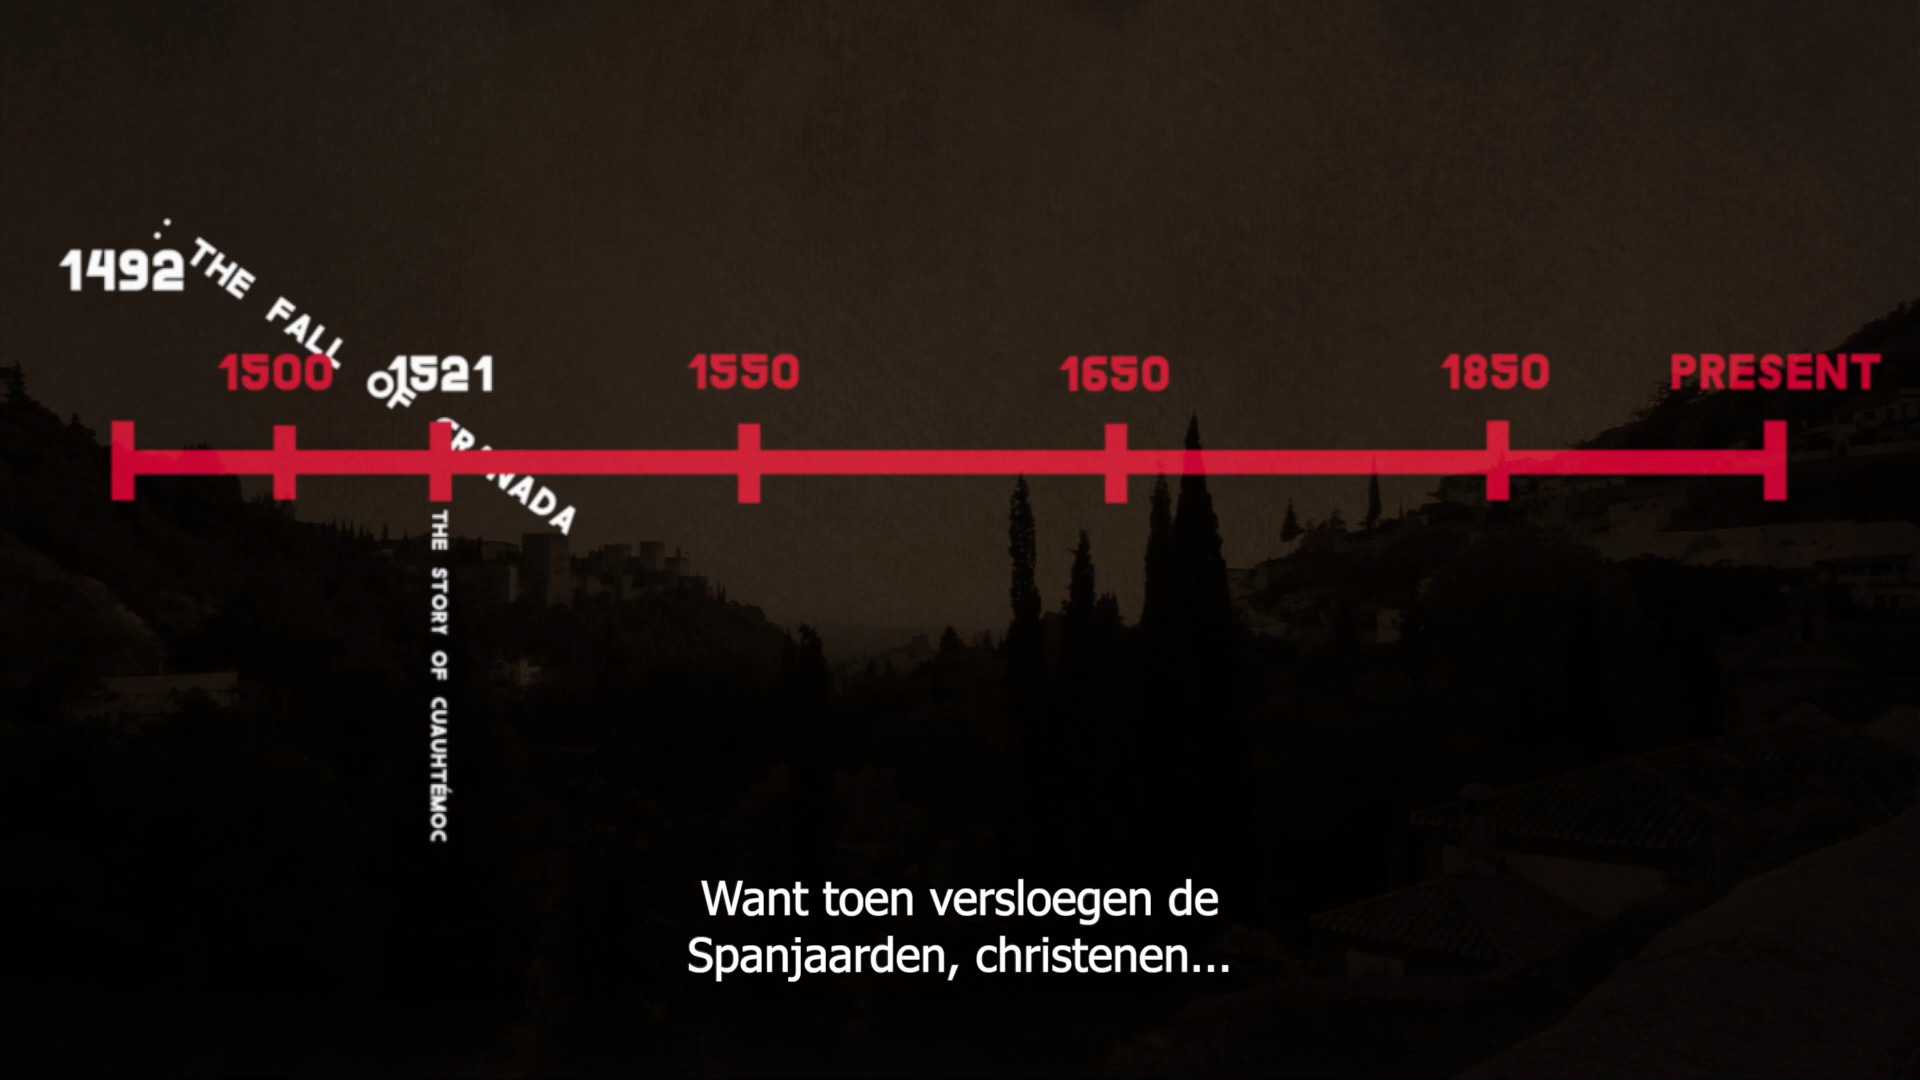 1492
: THE FALL OF GRANADA
1500
1521
1550
1650
1850
PRESENT
THE STORY OF CUAUHTÉMOC
Want toen versloegen de
Spanjaarden, christenen...